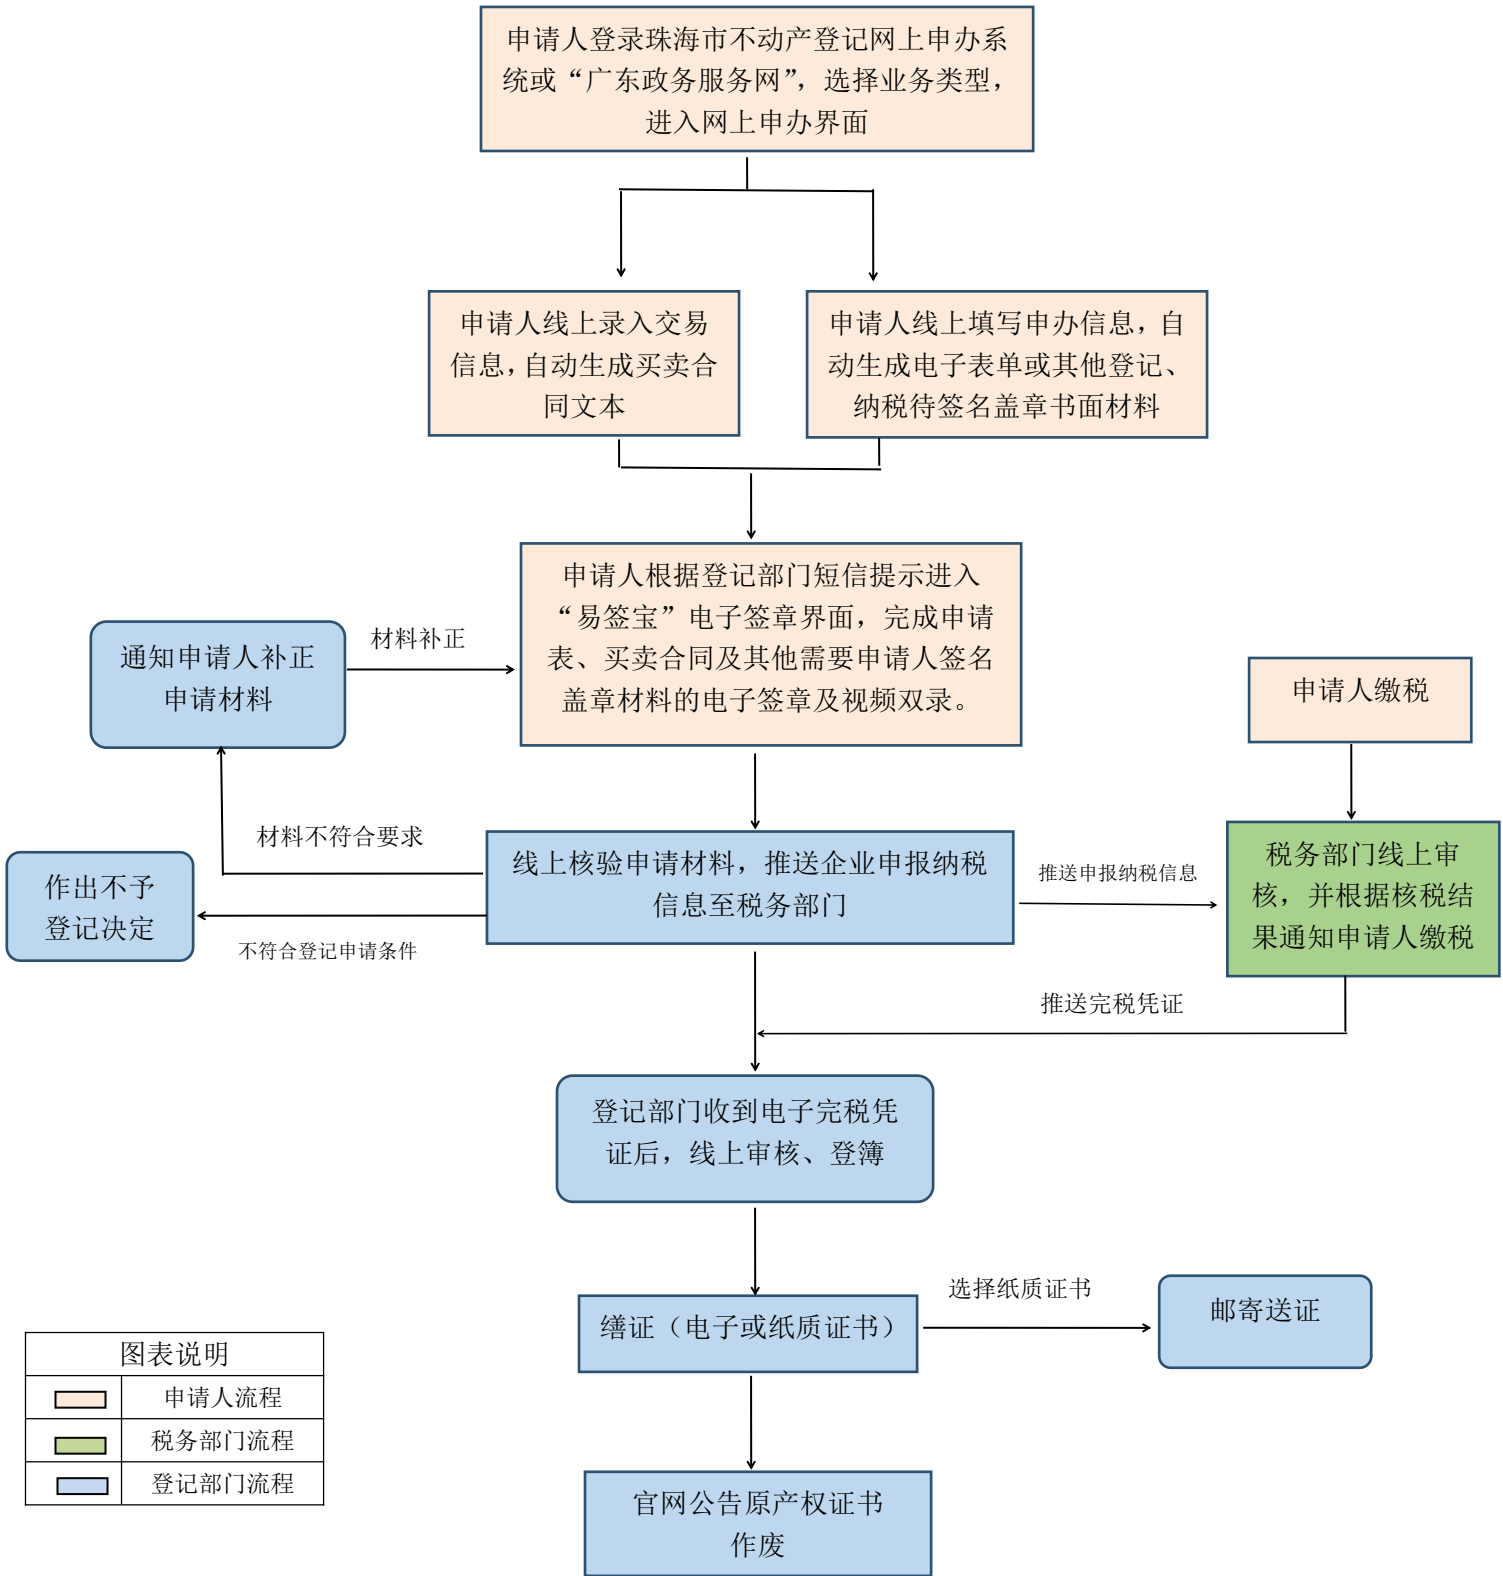 申请人登录珠海市不动产登记网上申办系
统或“广东政务服务网”，选择业务类型，
进入网上申办界面
申请人线上录入交易
信息，自动生成买卖合
同文本
申请人线上填写申办信息，自
动生成电子表单或其他登记、
纳税待签名盖章书面材料
申请人根据登记部门短信提示进入
“易签宝”电子签章界面，完成申请
表、买卖合同及其他需要申请人签名
盖章材料的电子签章及视频双录。
材料补正
通知申请人补正
申请材料
申请人缴税
材料不符合要求
线上核验申请材料，推送企业申报纳税
信息至税务部门
推送申报纳税信息
税务部门线上审
核，并根据核税结
果通知申请人缴税
作出不予
登记决定
不符合登记申请条件
推送完税凭证
登记部门收到电子完税凭
证后，线上审核、登簿
缮证（电子或纸质证书）
选择纸质证书
邮寄送证
图表说明
申请人流程
税务部门流程
登记部门流程
官网公告原产权证书
作废